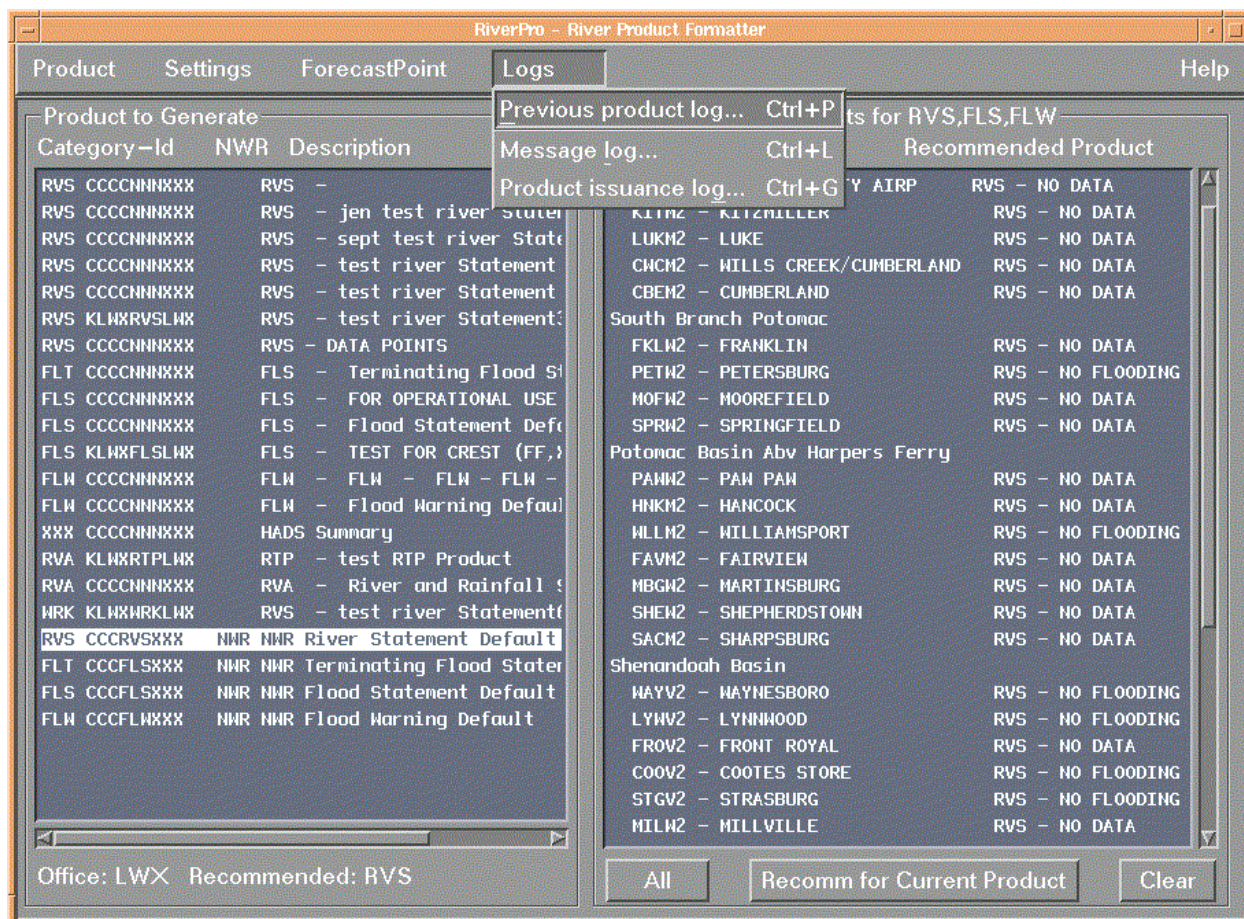 RiverPro - River Product Formatter
Product Settings ForecastPoint Logs Help
Previous product log... Ctrl+P
Message log... Ctrl+L
Product issuance log... Ctrl+G
Product to Generate
Category-Id NWR Description
RVS CCCCNNNXXX RVS -
RVS CCCCNNNXXX RVS - jen test river
RVS CCCCNNNXXX RVS - sept test river
RVS CCCCNNNXXX RVS - test river Statement
RVS CCCCNNNXXX RVS - test river Statement
RVS KLWXRVSLWX RVS - test river Statement
RVS CCCCNNNXXX RVS - DATA POINTS
FLT CCCCNNNXXX FLS - Terminating Flood
FLS CCCCNNNXXX FLS - FOR OPERATIONAL USE
FLS CCCCNNNXXX FLS - Flood Statement
FLS KLWXFLSLWX FLS - TEST FOR CREST (FF,
FLW CCCCNNNXXX FLW - FLW - FLW - FLW -
FLW CCCCNNNXXX FLW - Flood Warning
XXX CCCCNNNXXX HADS Summary
RVA KLWXRTPLWX RTP - test RTP Product
RVA CCCCNNNXXX RVA - River and Rainfall
WRK KLWXWRKLWX RVS - test river
RVS CCCRVSXXX NWR NWR River Statement Default
FLT CCCFLSXXX NWR NWR Terminating Flood
FLS CCCFLSXXX NWR NWR Flood Statement Default
FLW CCCFLWXXX NWR NWR Flood Warning Default
Office: LWX Recommended: RVS
ts for RVS,FLS,FLW
Recommended Product
Y AIRP RVS - NO DATA
KITM2 - KITZMILLER RVS - NO DATA
LUKM2 - LUKE RVS - NO DATA
CWCM2 - WILLS CREEK/CUMBERLAND RVS - NO DATA
CBEM2 - CUMBERLAND RVS - NO DATA
South Branch Potomac
FKLW2 - FRANKLIN RVS - NO DATA
PETW2 - PETERSBURG RVS - NO FLOODING
MOFW2 - MOOREFIELD RVS - NO DATA
SPRW2 - SPRINGFIELD RVS - NO DATA
Potomac Basin Abv Harpers Ferry
PAWW2 - PAW PAW RVS - NO DATA
HNKM2 - HANCOCK RVS - NO DATA
WLLM2 - WILLIAMSPORT RVS - NO FLOODING
FAVM2 - FAIRVIEW RVS - NO DATA
MBGW2 - MARTINSBURG RVS - NO DATA
SHEW2 - SHEPHERDSTOWN RVS - NO DATA
SACM2 - SHARPSBURG RVS - NO DATA
Shenandoah Basin
WAYV2 - WAYNESBORO RVS - NO FLOODING
LYWV2 - LYNNWOOD RVS - NO FLOODING
FROV2 - FRONT ROYAL RVS - NO DATA
COOV2 - COOTES STORE RVS - NO FLOODING
STGV2 - STRASBURG RVS - NO FLOODING
MILW2 - MILLVILLE RVS - NO DATA
All Recomm for Current Product Clear